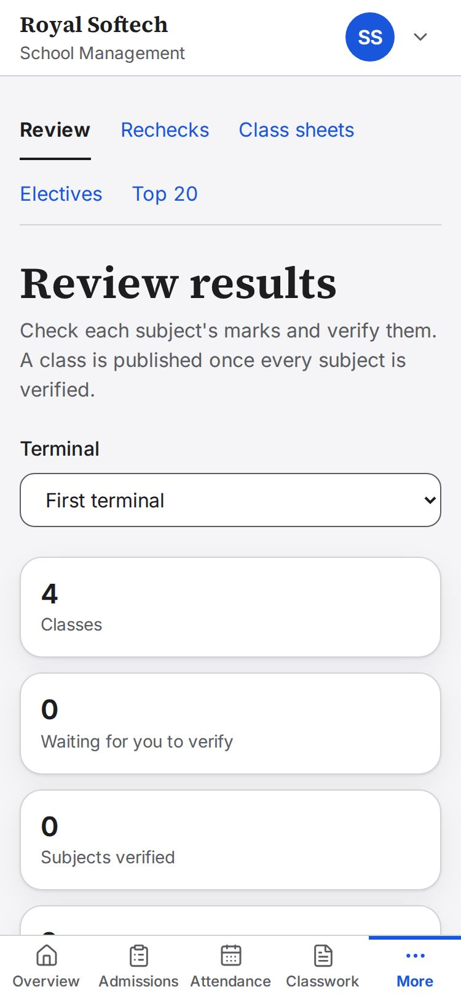 Royal Softech
School Management
SS
Review Rechecks Class sheets
Electives Top 20
Review results
Check each subject's marks and verify them.
A class is published once every subject is
verified.
Terminal
First terminal
4
Classes
0
Waiting for you to verify
0
Subjects verified
Overview Admissions Attendance Classwork More